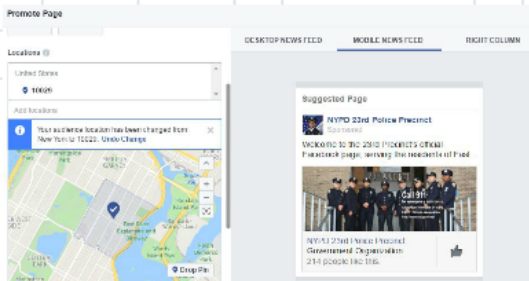 Promote Page
Locations
United States
10029
Add locations
Your audience location has been changed from
New York to 10029. Undo Change
Drop Pin
DESKTOP NEWS FEED
MOBILE NEWS FEED
RIGHT COLUMN
Suggested Page
NYPD 23rd Police Precinct
Sponsored
Welcome to the 23rd Precinct's official
Facebook page, serving the residents of East
Call 911
NYPD 23rd Police Precinct
Government Organization
214 people like this.